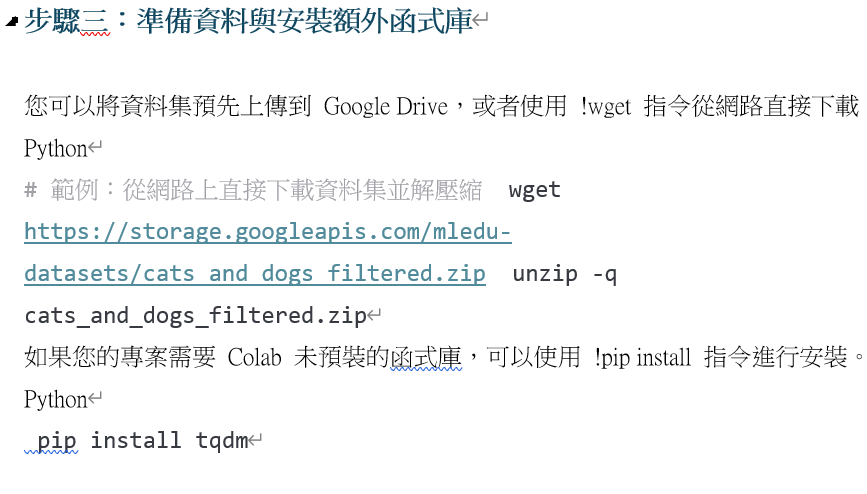 步驟三：準備資料與安裝額外函式庫
您可以將資料集預先上傳到 Google Drive，或者使用 !wget 指令從網路直接下載
Python
# 範例：從網路上直接下載資料集並解壓縮 wget
https://storage.googleapis.com/mledu-
datasets/cats_and_dogs_filtered.zip unzip -q
cats_and_dogs_filtered.zip
如果您的專案需要 Colab 未預裝的函式庫，可以使用 !pip install 指令進行安裝。
Python
pip install tqdm